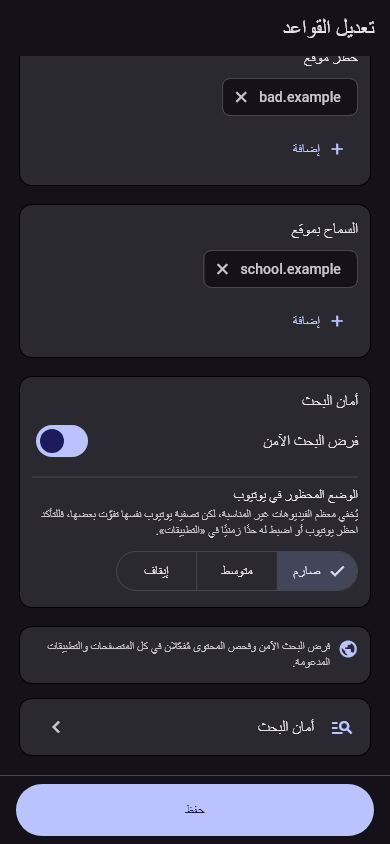 تعديل القواعد
حظر موقع
bad.example
إضافة
السماح بموقع
school.example
إضافة
أمان البحث
فرض البحث الآمن
الوضع المحظور في يوتيوب
يُخفي معظم الفيديوهات غير المناسبة، لكن تصفية يوتيوب نفسها تفوّت بعضها، فللتأكد
احظر يوتيوب أو اضبط له حدًا زمنيًا في «التطبيقات».
صارم
متوسط
إيقاف
فرض البحث الآمن وفحص المحتوى مُفعّلان في كل المتصفحات والتطبيقات
المدعومة.
أمان البحث
حفظ